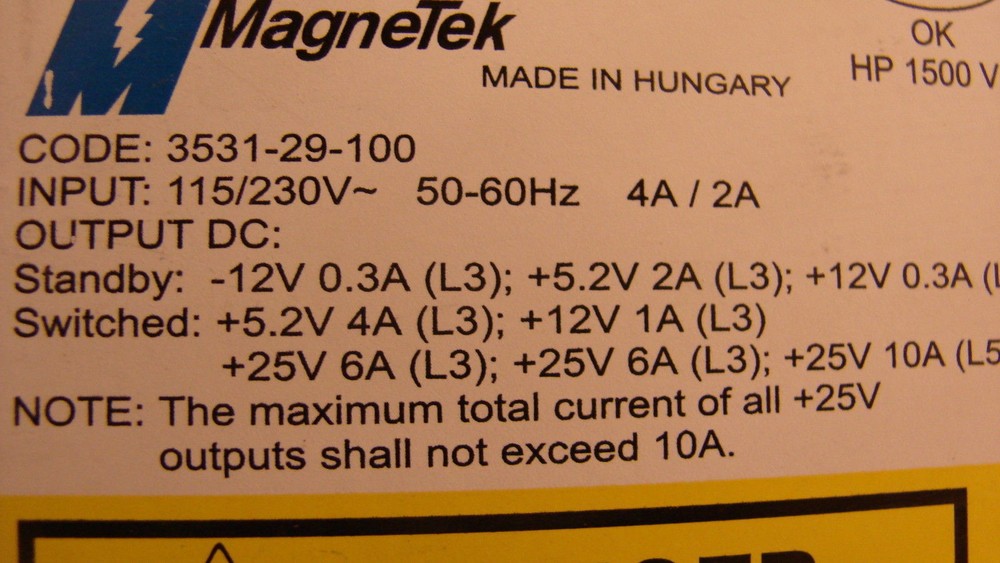 MagneTek
MADE IN HUNGARY
OK
HP 1500 V
CODE: 3531-29-100
INPUT: 115/230V~ 50-60Hz 4A / 2A
OUTPUT DC:
Standby: -12V 0.3A (L3); +5.2V 2A (L3); +12V 0.3A (L
Switched: +5.2V 4A (L3); +12V 1A (L3)
+25V 6A (L3); +25V 6A (L3); +25V 10A (L5
NOTE: The maximum total current of all +25V
outputs shall not exceed 10A.